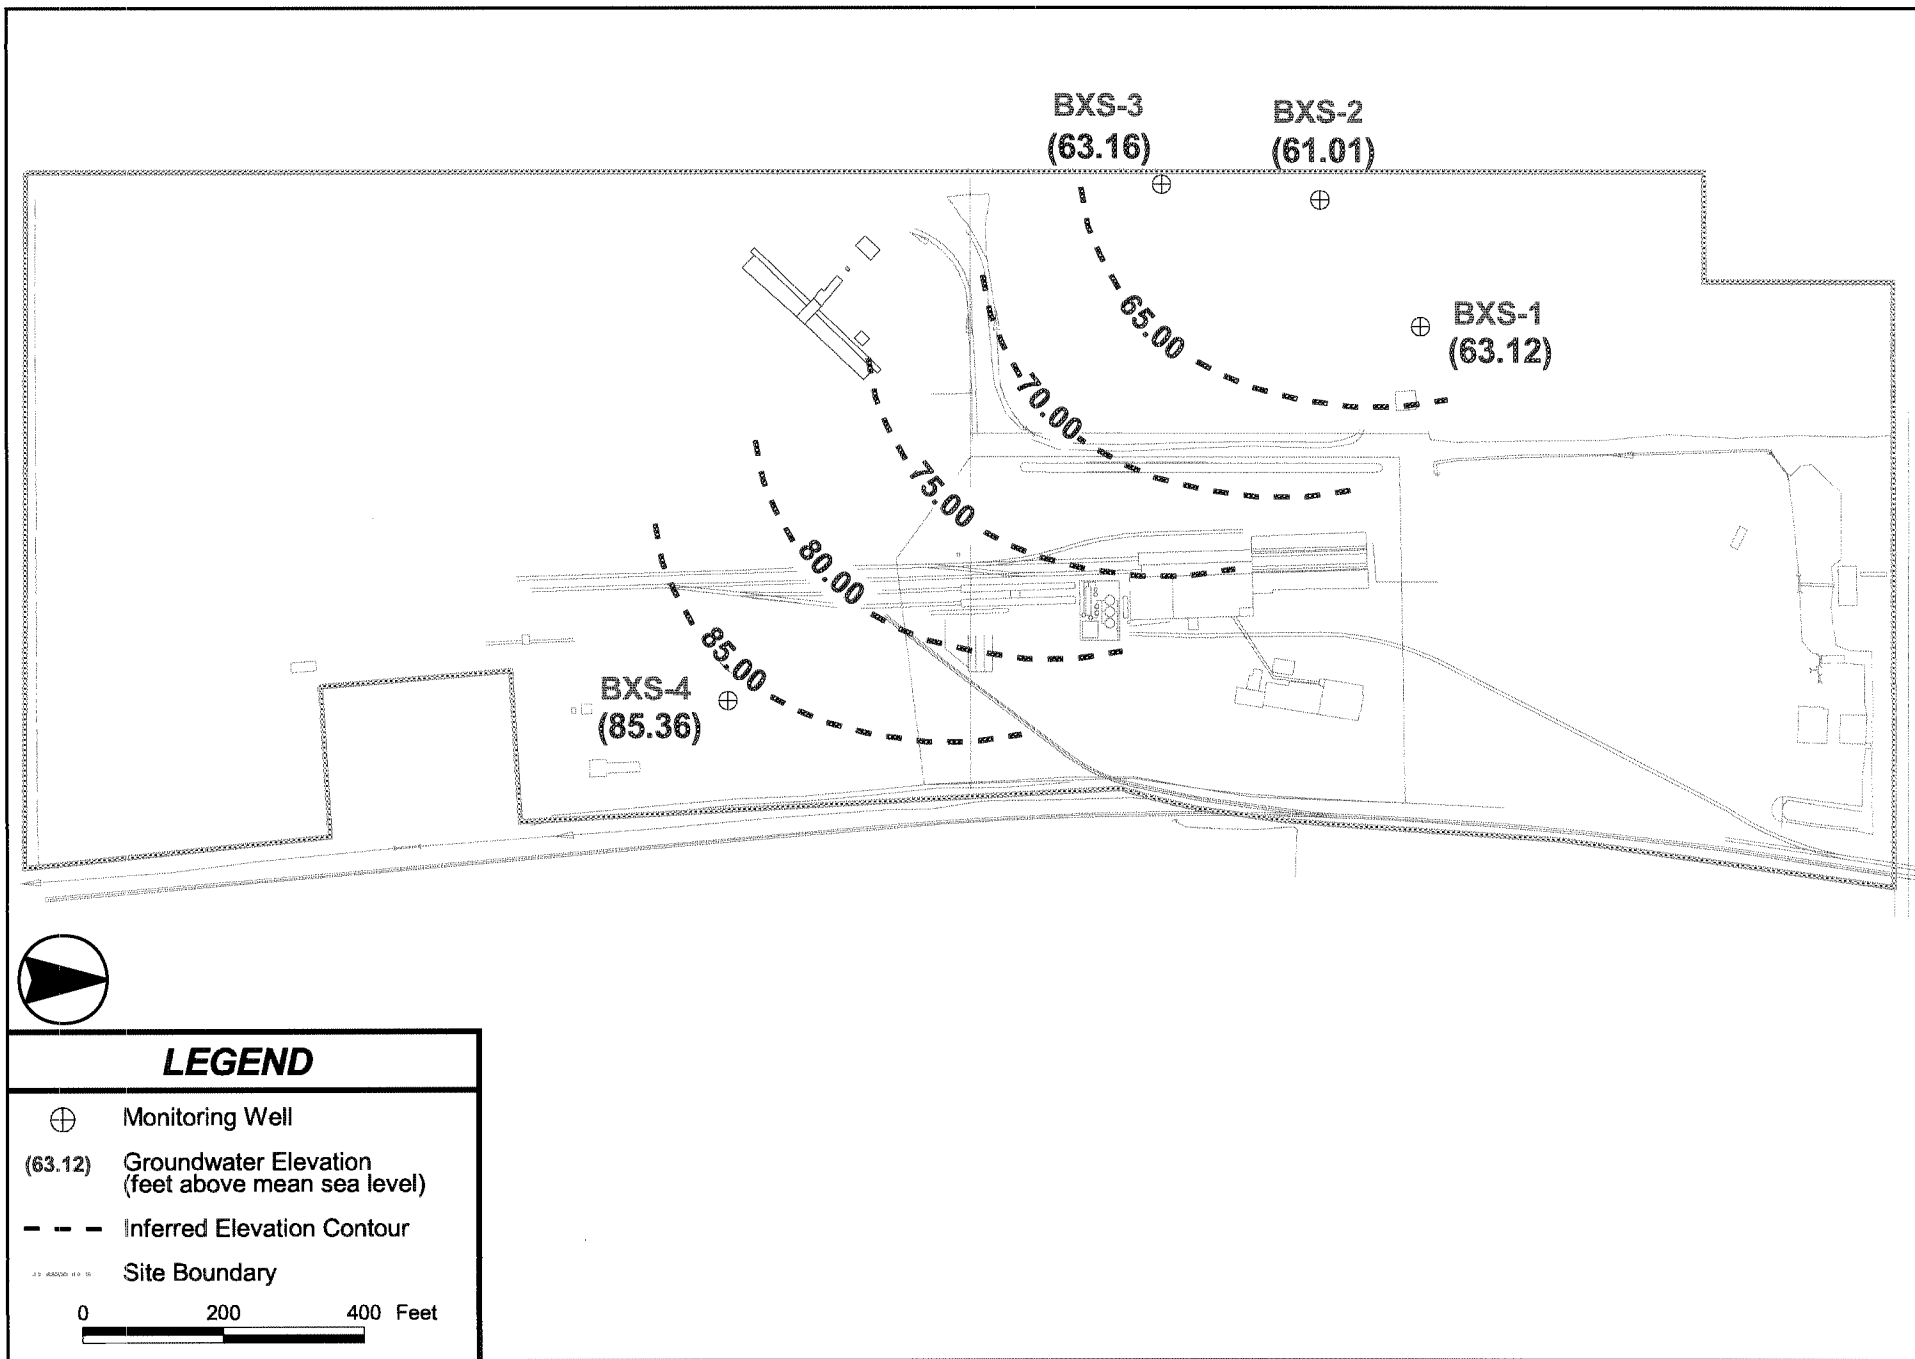 BXS-3
(63.16)
BXS-2
(61.01)
BXS-1
(63.12)
65.00
70.00
75.00
80.00
85.00
BXS-4
(85.36)
LEGEND
Monitoring Well
(63.12) Groundwater Elevation
(feet above mean sea level)
Inferred Elevation Contour
Site Boundary
0 200 400 Feet